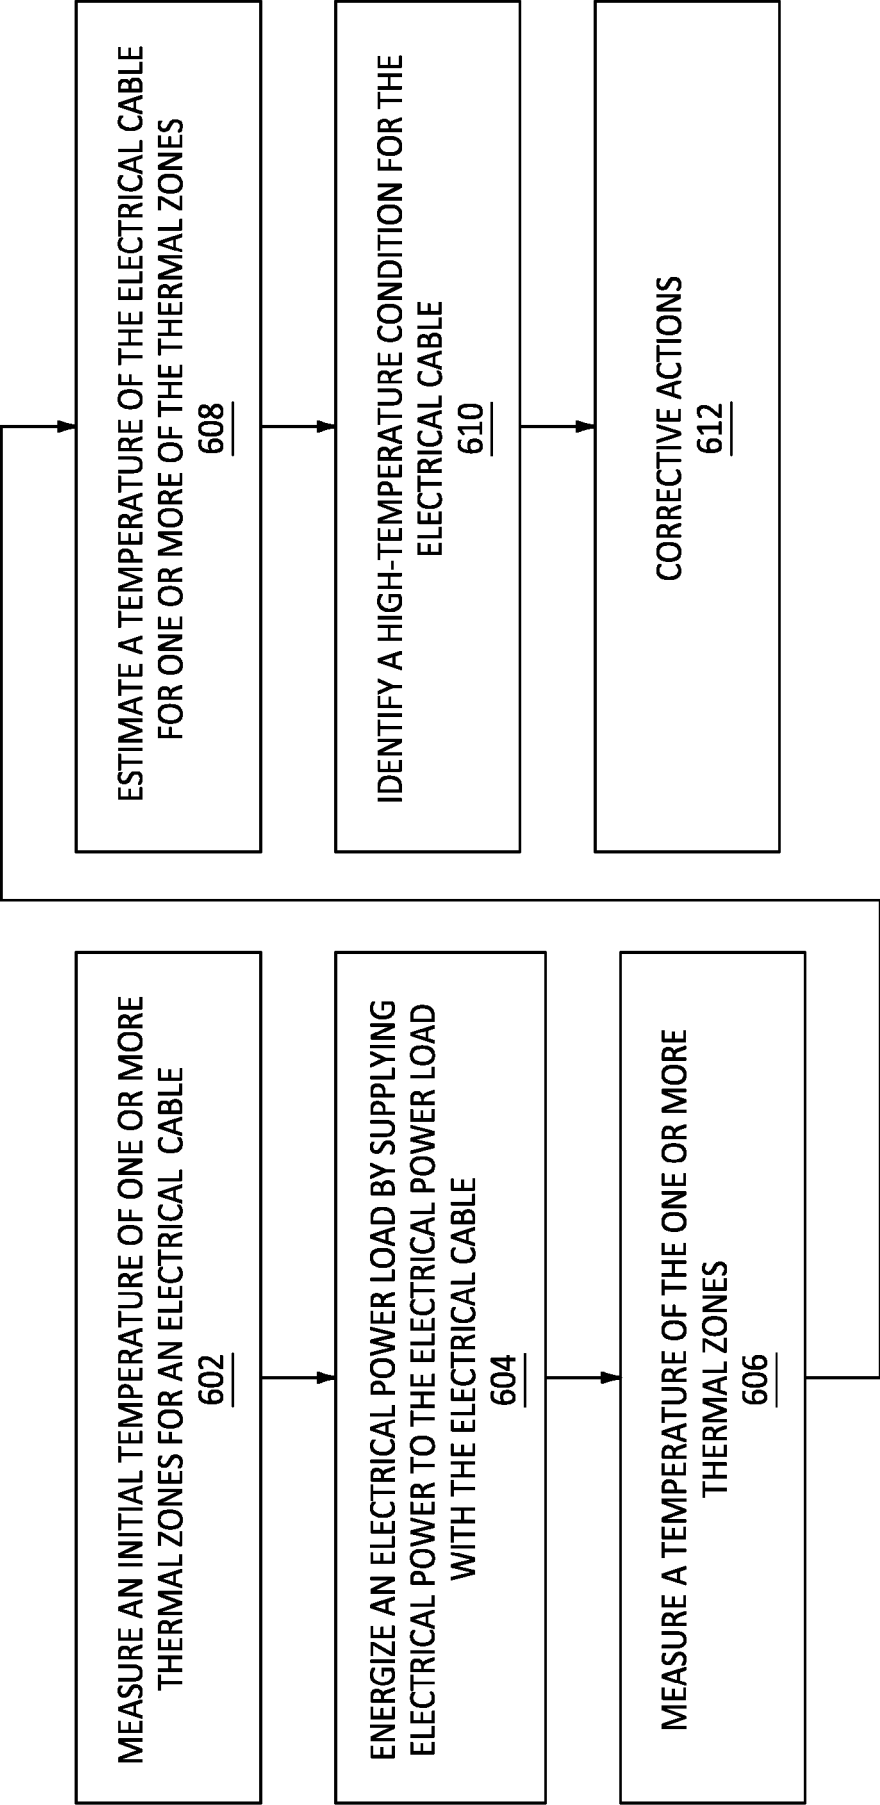 MEASURE AN INITIAL TEMPERATURE OF ONE OR MORE
THERMAL ZONES FOR AN ELECTRICAL CABLE
602
ENERGIZE AN ELECTRICAL POWER LOAD BY SUPPLYING
ELECTRICAL POWER TO THE ELECTRICAL POWER LOAD
WITH THE ELECTRICAL CABLE
604
MEASURE A TEMPERATURE OF THE ONE OR MORE
THERMAL ZONES
606
ESTIMATE A TEMPERATURE OF THE ELECTRICAL CABLE
FOR ONE OR MORE OF THE THERMAL ZONES
608
IDENTIFY A HIGH-TEMPERATURE CONDITION FOR THE
ELECTRICAL CABLE
610
CORRECTIVE ACTIONS
612